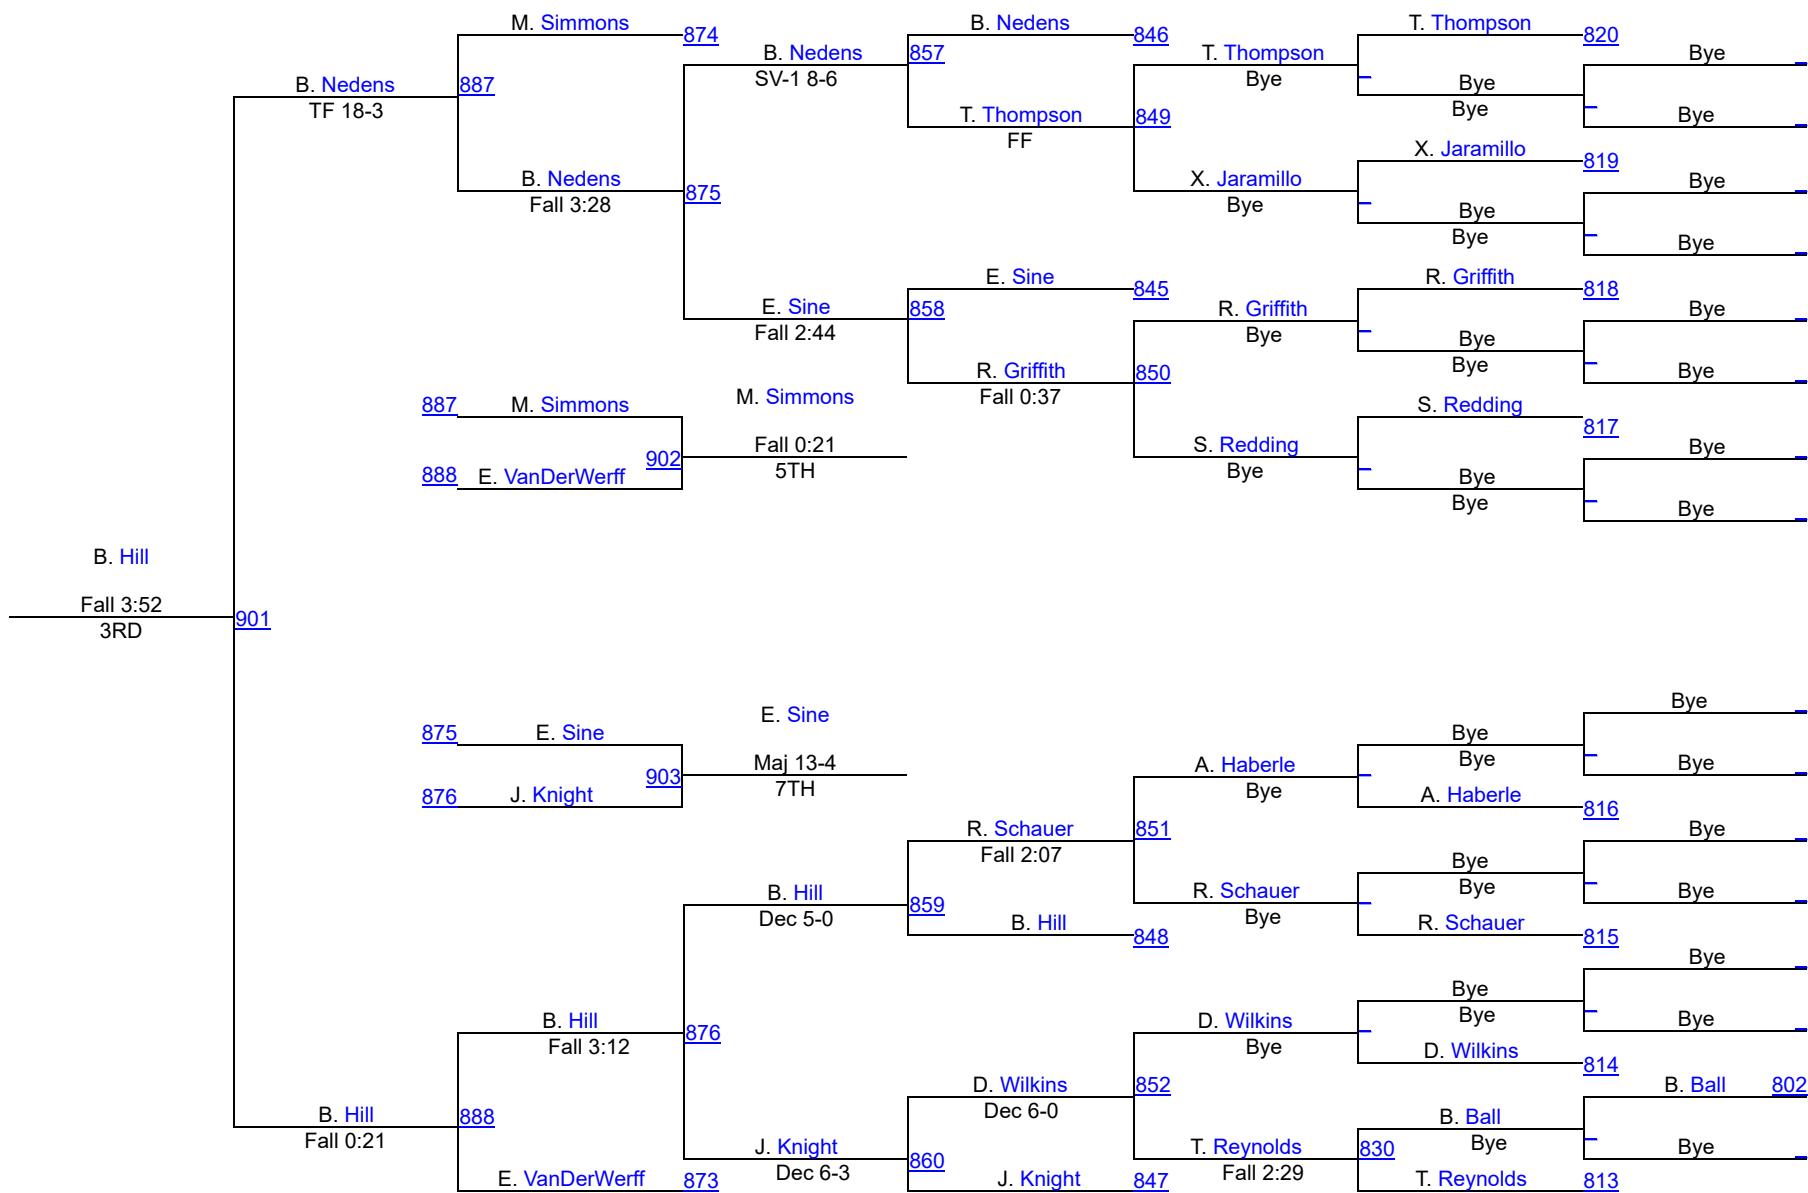 M. Simmons
874
B. Nedens
TF 18-3
887
B. Nedens
Fall 3:28
875
B. Nedens
SV-1 8-6
857
B. Nedens
846
T. Thompson
FF
849
T. Thompson
Bye
T. Thompson
820
Bye
Bye
Bye
Bye
X. Jaramillo
Bye
X. Jaramillo
819
Bye
Bye
Bye
Bye
E. Sine
Fall 2:44
858
E. Sine
845
R. Griffith
Fall 0:37
850
R. Griffith
Bye
R. Griffith
818
Bye
Bye
Bye
Bye
S. Redding
Bye
S. Redding
817
Bye
Bye
Bye
Bye
887
M. Simmons
888
E. VanDerWerff
902
M. Simmons
Fall 0:21
5TH
B. Hill
Fall 3:52
3RD
901
875
E. Sine
876
J. Knight
903
E. Sine
Maj 13-4
7TH
Bye
Bye
Bye
Bye
A. Haberle
Bye
A. Haberle
816
R. Schauer
Fall 2:07
851
Bye
Bye
Bye
Bye
R. Schauer
Bye
R. Schauer
815
B. Hill
Dec 5-0
859
B. Hill
848
B. Hill
Fall 3:12
876
Bye
Bye
Bye
Bye
D. Wilkins
Bye
D. Wilkins
814
D. Wilkins
Dec 6-0
852
B. Ball
802
B. Ball
Bye
Bye
T. Reynolds
Fall 2:29
830
T. Reynolds
813
B. Hill
Fall 0:21
888
E. VanDerWerff
873
J. Knight
Dec 6-3
860
J. Knight
847